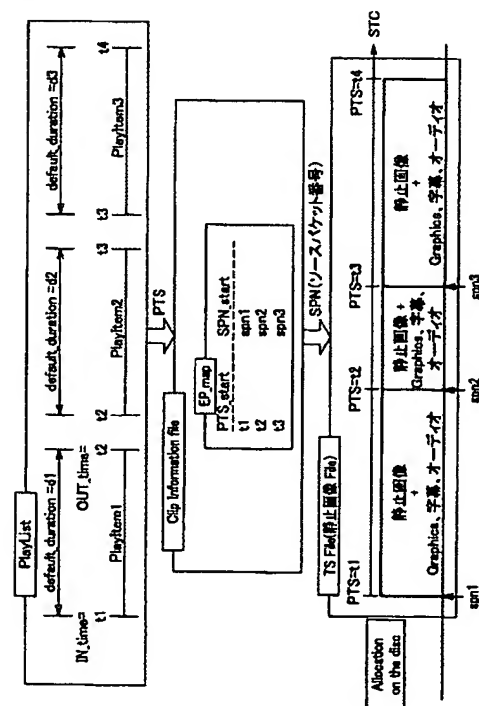 PlayList
default_duration =d1
default_duration =d2
default_duration =d3
IN_time=
OUT_time=
t1
t2
t2
t3
t3
t4
PlayItem1
PlayItem2
PlayItem3
PTS
Clip Information file
EP_map
PTS_start SPN_start
t1 spn1
t2 spn2
t3 spn3
SPN(ソースパケット番号)
TS File(静止画像 File)
STC
PTS=t1
PTS=t2
PTS=t3
PTS=t4
静止画像
+
Graphics、字幕、オーディオ
静止画像 +
Graphics、字幕、
オーディオ
静止画像
+
Graphics、字幕、オーディオ
Allocation
on the disc
spn1
spn2
spn3